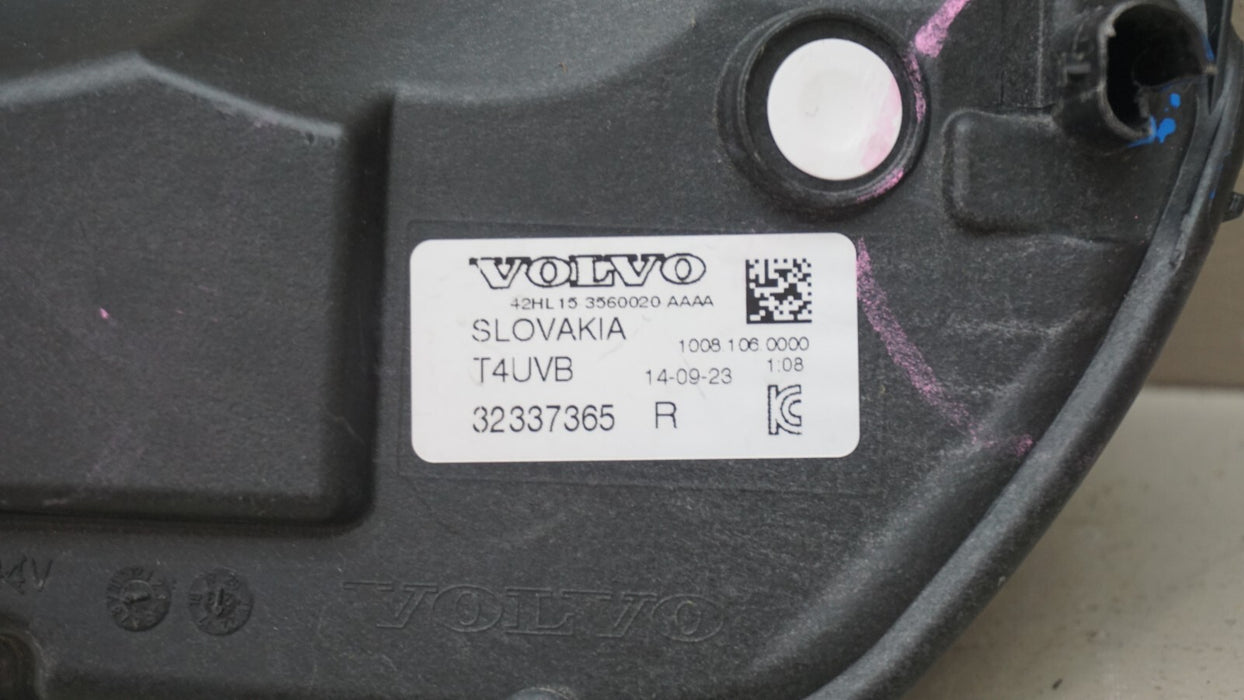 VOLVO
42HL15 3560020 AAAA
SLOVAKIA
1008.106.0000
T4UVB
14-09-23
1:08
32337365 R
VOLVO